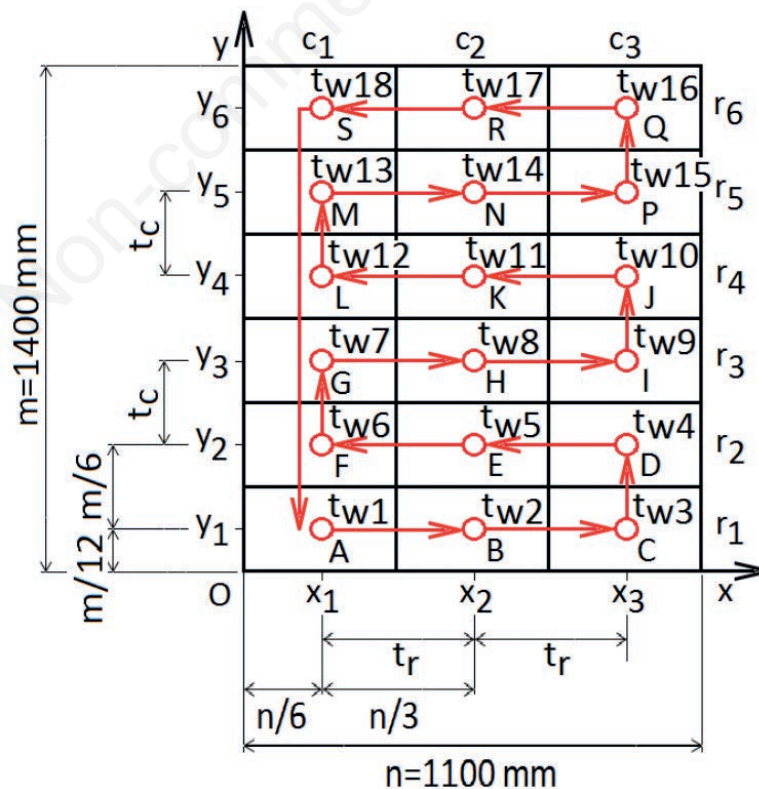 Non-comme
y c1 c2 c3
y6 tw18 tw17 tw16 r6
S R Q
y5 tw13 tw14 tw15 r5
M N P
tc
y4 tw12 tw11 tw10 r4
L K J
m=1400 mm
y3 tw7 tw8 tw9 r3
G H I
tc
y2 tw6 tw5 tw4 r2
F E D
m/6
y1 tw1 tw2 tw3 r1
A B C
m/12
O x1 x2 x3 x
tr tr
n/6 n/3
n=1100 mm